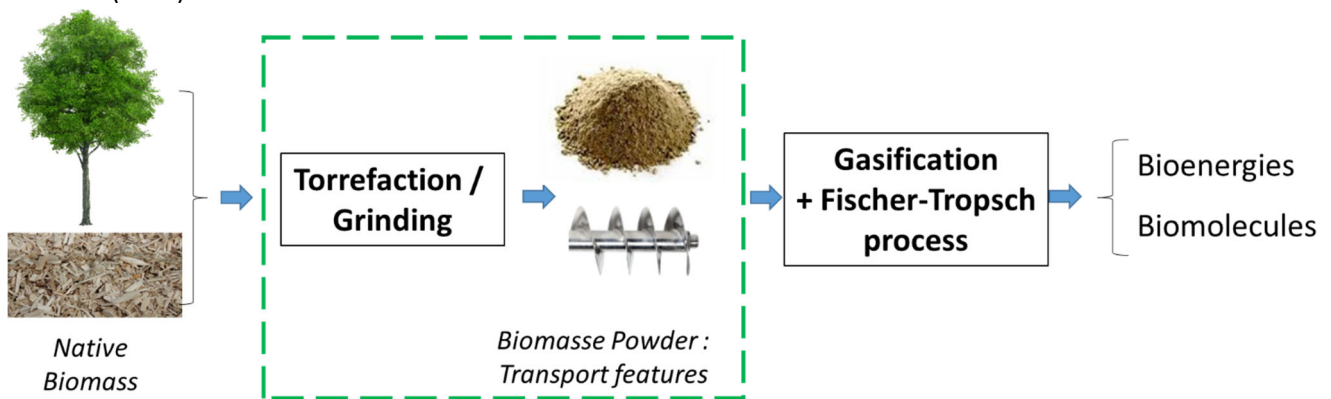 Native
Biomass
Torrefaction /
Grinding
Biomasse Powder :
Transport features
Gasification
+ Fischer-Tropsch
process
Bioenergies
Biomolecules